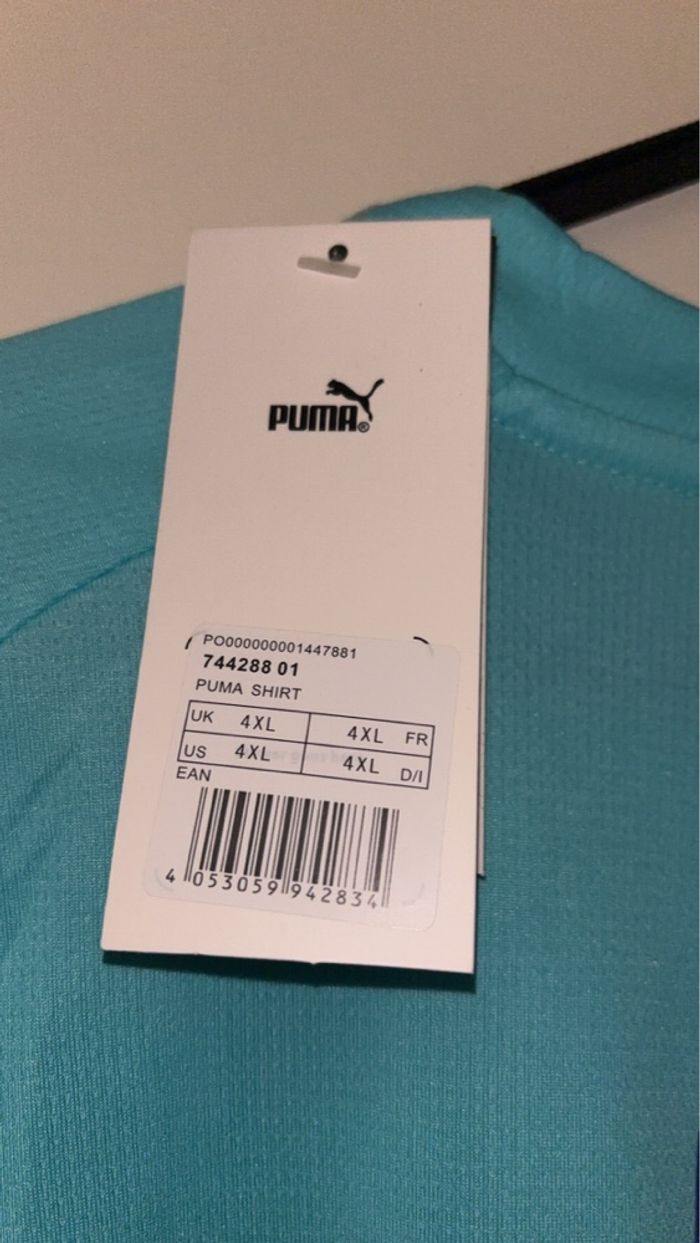 PUMA®
PO000000001447881
744288 01
PUMA SHIRT
UK 4XL 4XL FR
US 4XL 4XL D/I
EAN
4 053059 942834